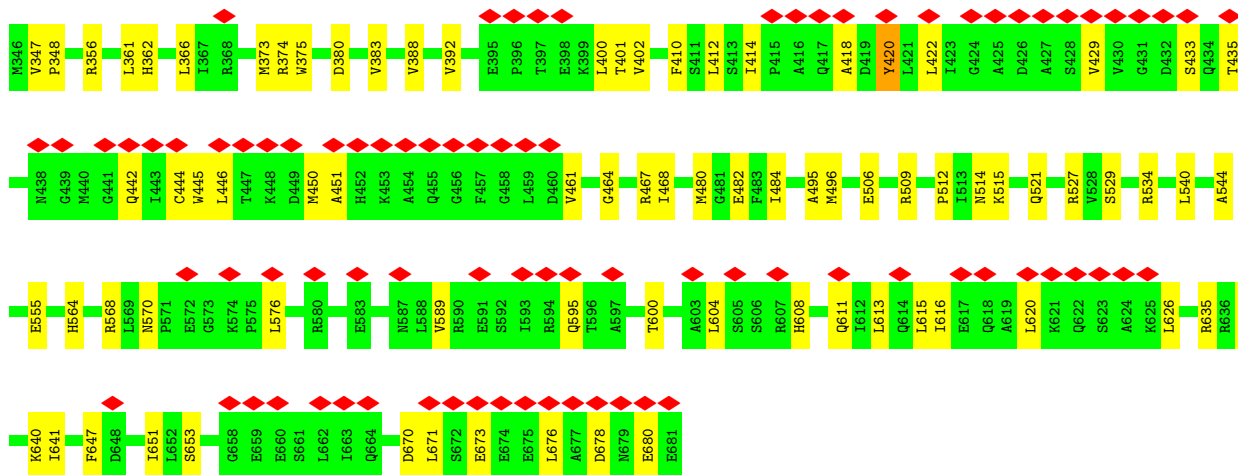 M346 V347 P348 R356 L361 H362 L366 I367 R368 M373 R374 W375 D380 V383 V388 V392 E395 P396 T397 E398 K399 L400 T401 V402 F410 S411 L412 S413 I414 P415 A416 Q417 A418 D419 Y420 L421 L422 I423 G424 A425 D426 A427 S428 V429 V430 G431 D432 S433 Q434 T435
N438 G439 M440 G441 Q442 I443 C444 W445 L446 T447 K448 D449 M450 A451 H452 K453 A454 Q455 G456 F457 G458 L459 D460 V461 G464 R467 I468 M480 G481 E482 F483 I484 A495 M496 E506 R509 P512 I513 N514 K515 Q521 R527 V528 S529 R534 L540 A544
E555 H564 R568 L569 N570 P571 E572 G573 K574 P575 L576 R580 E583 N587 L588 V589 R590 E591 S592 I593 R594 Q595 T596 A597 T600 A603 L604 S605 S606 R607 H608 Q611 I612 L613 Q614 L615 I616 E617 Q618 A619 L620 K621 Q622 S623 A624 K625 L626 R635 R636
K640 I641 F647 D648 I651 L652 S653 G658 E659 E660 S661 L662 I663 Q664 D670 L671 S672 E673 E674 E675 L676 A677 D678 N679 E680 E681